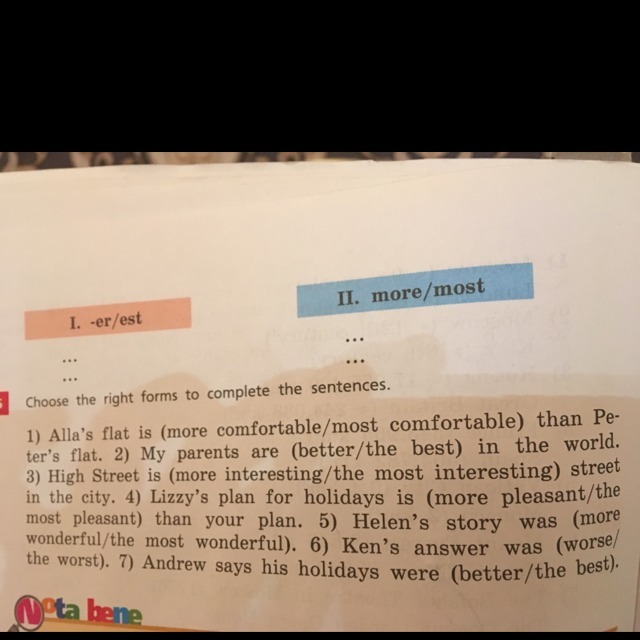 I. -er/est
II. more/most
...
...
...
...
Choose the right forms to complete the sentences.
1) Alla's flat is (more comfortable/most comfortable) than Pe-
ter's flat. 2) My parents are (better/the best) in the world.
3) High Street is (more interesting/the most interesting) street
in the city. 4) Lizzy's plan for holidays is (more pleasant/the
most pleasant) than your plan. 5) Helen's story was (more
wonderful/the most wonderful). 6) Ken's answer was (worse/
the worst). 7) Andrew says his holidays were (better/the best).
Nota bene